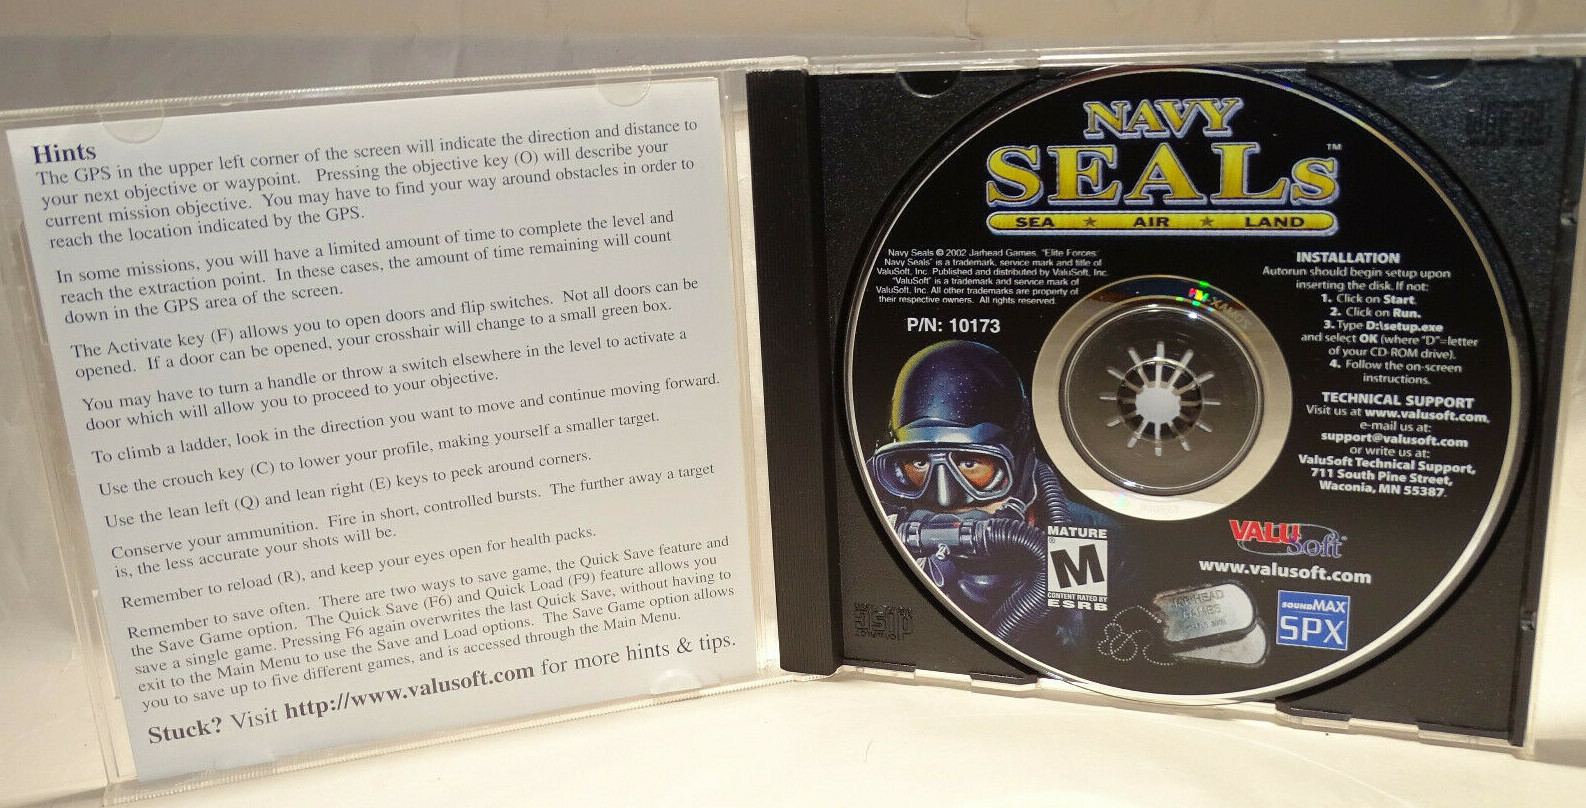 Hints
The GPS in the upper left corner of the screen will indicate the direction and distance to
your next objective or waypoint. Pressing the objective key (O) will describe your
current mission objective. You may have to find your way around obstacles in order to
reach the location indicated by the GPS.
In some missions, you will have a limited amount of time to complete the level and
reach the extraction point. In these cases, the amount of time remaining will count
down in the GPS area of the screen.
The Activate key (F) allows you to open doors and flip switches. Not all doors can be
opened. If a door can be opened, your crosshair will change to a small green box.
You may have to turn a handle or throw a switch elsewhere in the level to activate a
door which will allow you to proceed to your objective.
To climb a ladder, look in the direction you want to move and continue moving forward.
Use the crouch key (C) to lower your profile, making yourself a smaller target.
Use the lean left (Q) and lean right (E) keys to peek around corners.
Conserve your ammunition. Fire in short, controlled bursts. The further away a target
is, the less accurate your shots will be.
Remember to reload (R), and keep your eyes open for health packs.
Remember to save often. There are two ways to save game, the Quick Save feature and
the Save Game option. The Quick Save (F6) and Quick Load (F9) feature allows you
save a single game. Pressing F6 again overwrites the last Quick Save, without having to
exit to the Main Menu to use the Save and Load options. The Save Game option allows
you to save up to five different games, and is accessed through the Main Menu.
Stuck? Visit http://www.valusoft.com for more hints & tips.
NAVY
SEALs™
SEA ★ AIR ★ LAND
Navy Seals © 2002 Jarhead Games, "Elite Forces
Navy Seals" is a trademark, service mark and title of
ValuSoft, Inc. Published and distributed by ValuSoft, Inc.
"ValuSoft" is a trademark and service mark of
ValuSoft, Inc. All other trademarks are property of
their respective owners. All rights reserved.
P/N: 10173
INSTALLATION
Autorun should begin setup upon
inserting the disk. If not:
1. Click on Start.
2. Click on Run.
3. Type D:\setup.exe
and select OK (where "D"=letter
of your CD-ROM drive).
4. Follow the on-screen
instructions.
TECHNICAL SUPPORT
Visit us at www.valusoft.com,
e-mail us at:
support@valusoft.com
or write us at:
ValuSoft Technical Support,
711 South Pine Street,
Waconia, MN 55387.
MATURE
M
CONTENT RATED BY
ESRB
VALU
Soft
www.valusoft.com
JARHEAD
GAMES
SOUNDMAX
SPX